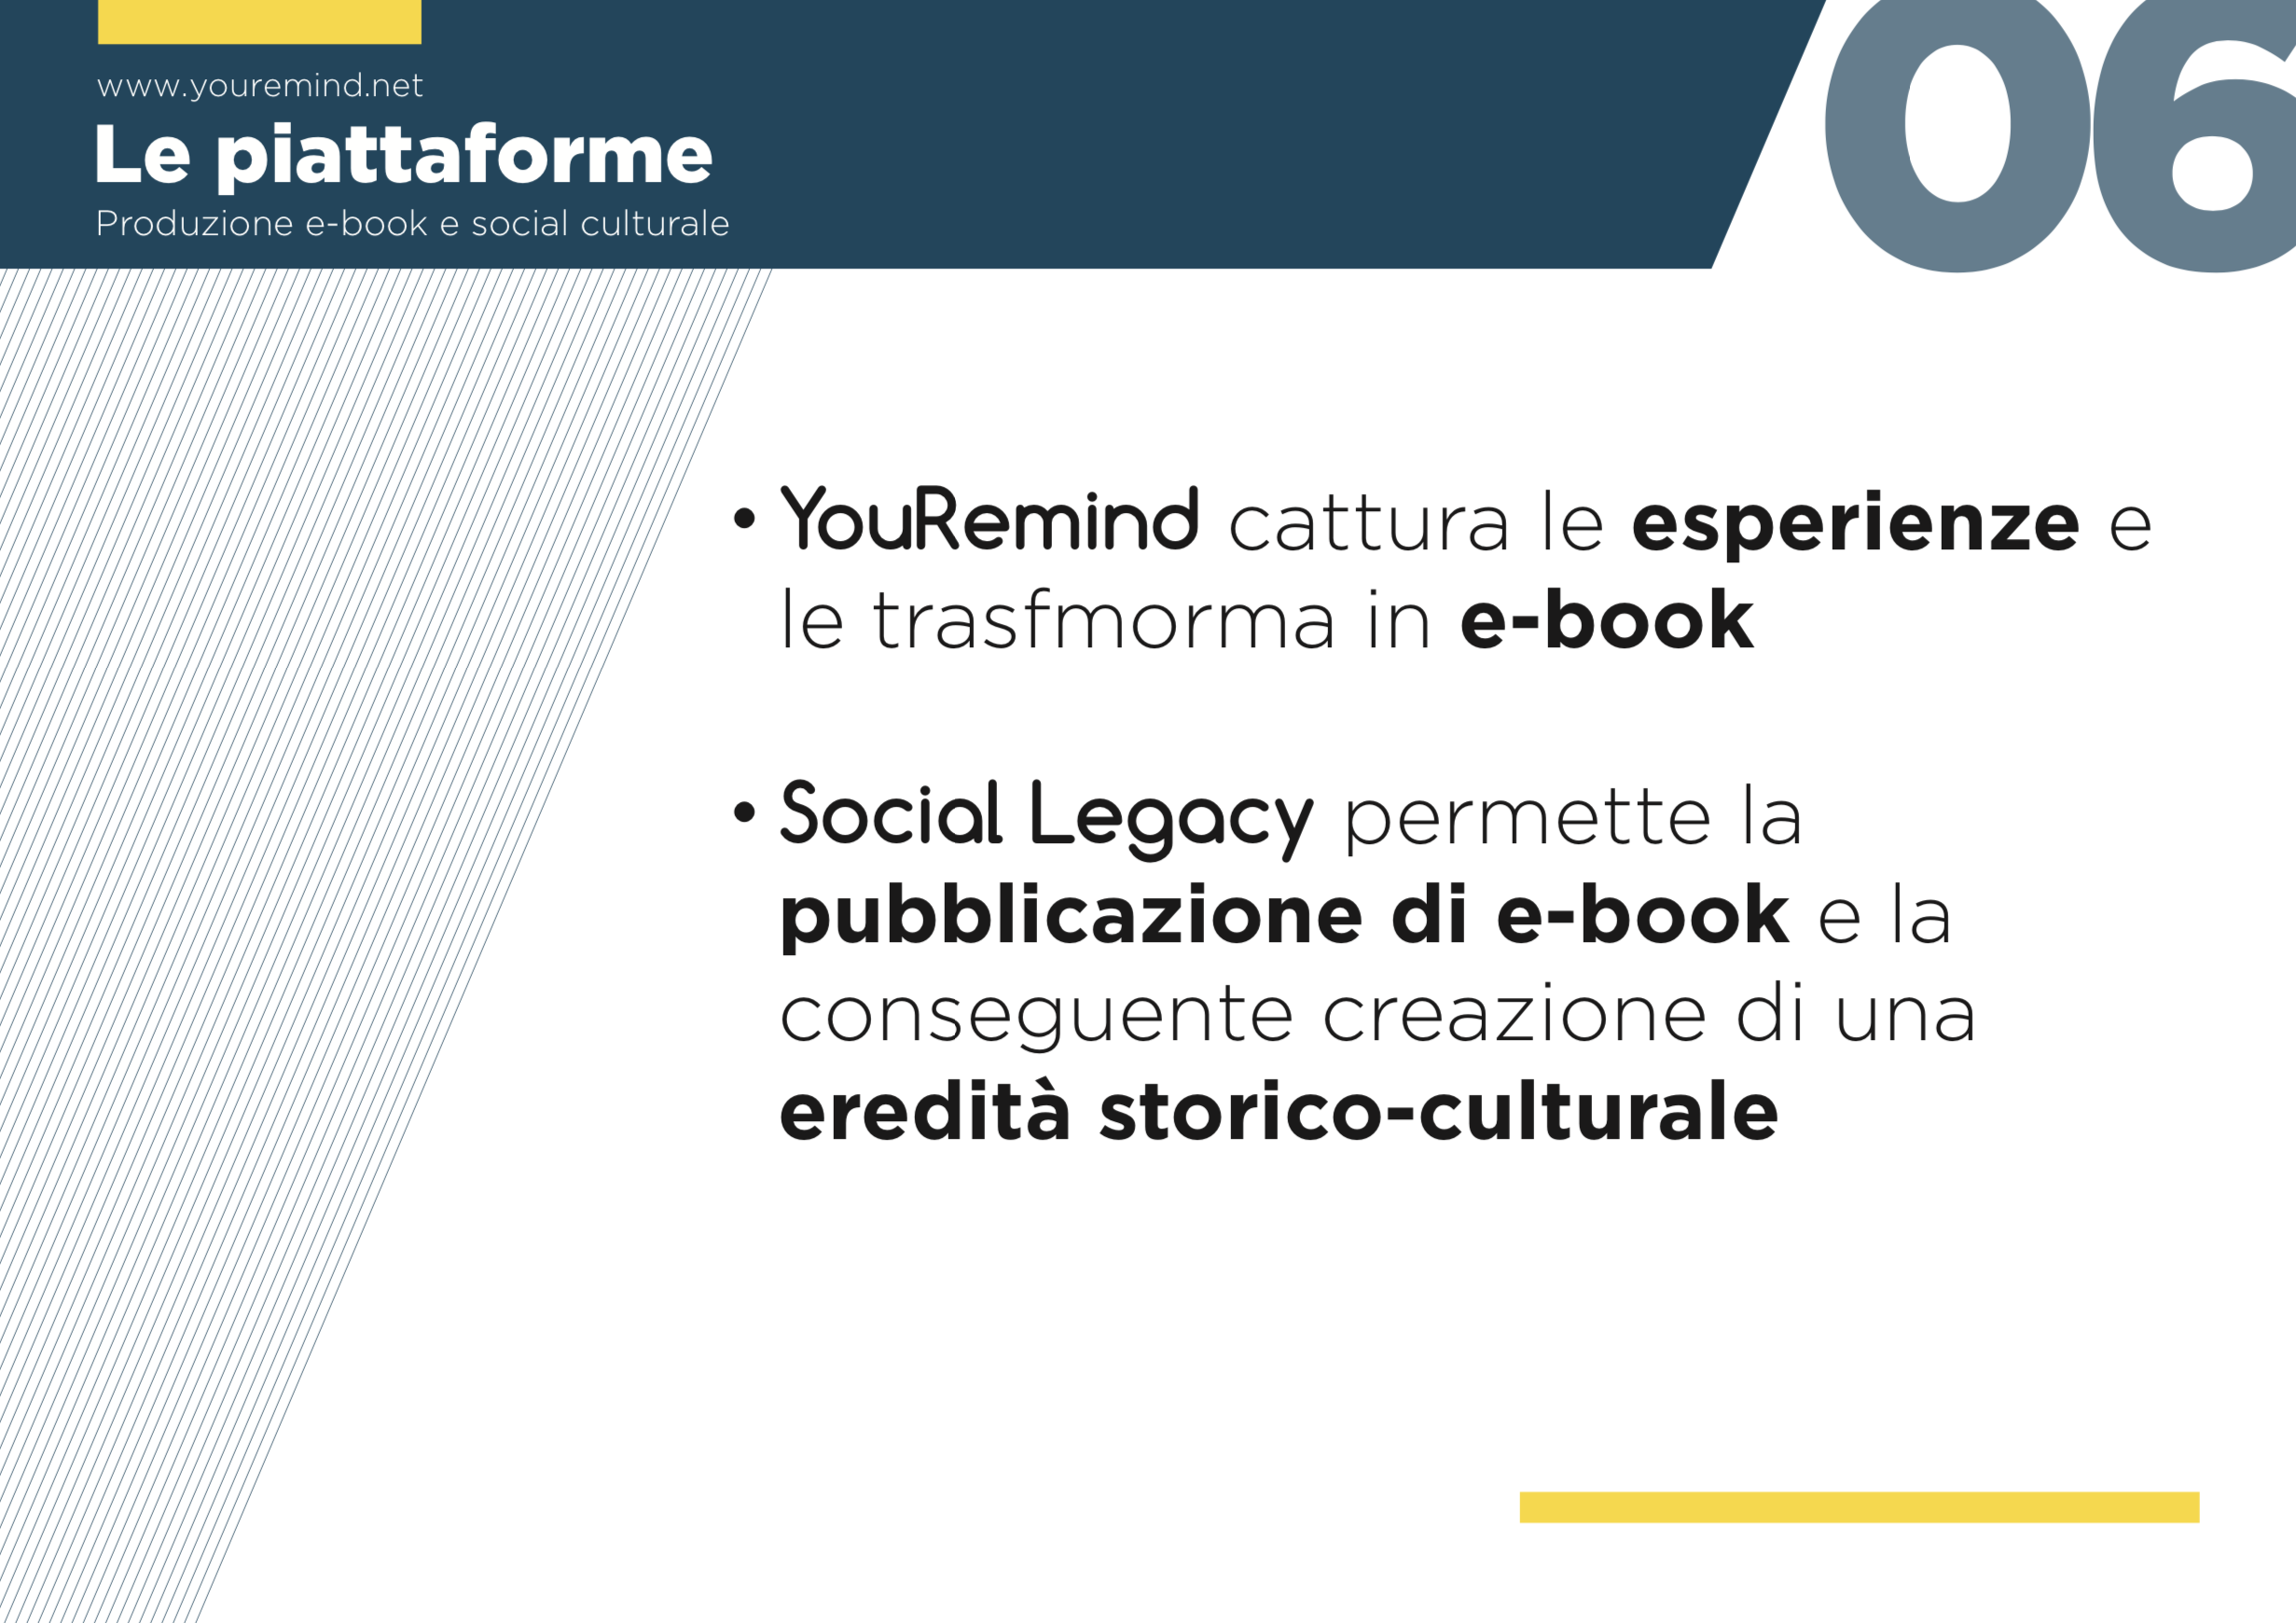 www.youremind.net
Le piattaforme
Produzione e-book e social culturale
06
• YouRemind cattura le esperienze e
le trasfmorma in e-book
• Social Legacy permette la
pubblicazione di e-book e la
conseguente creazione di una
eredità storico-culturale